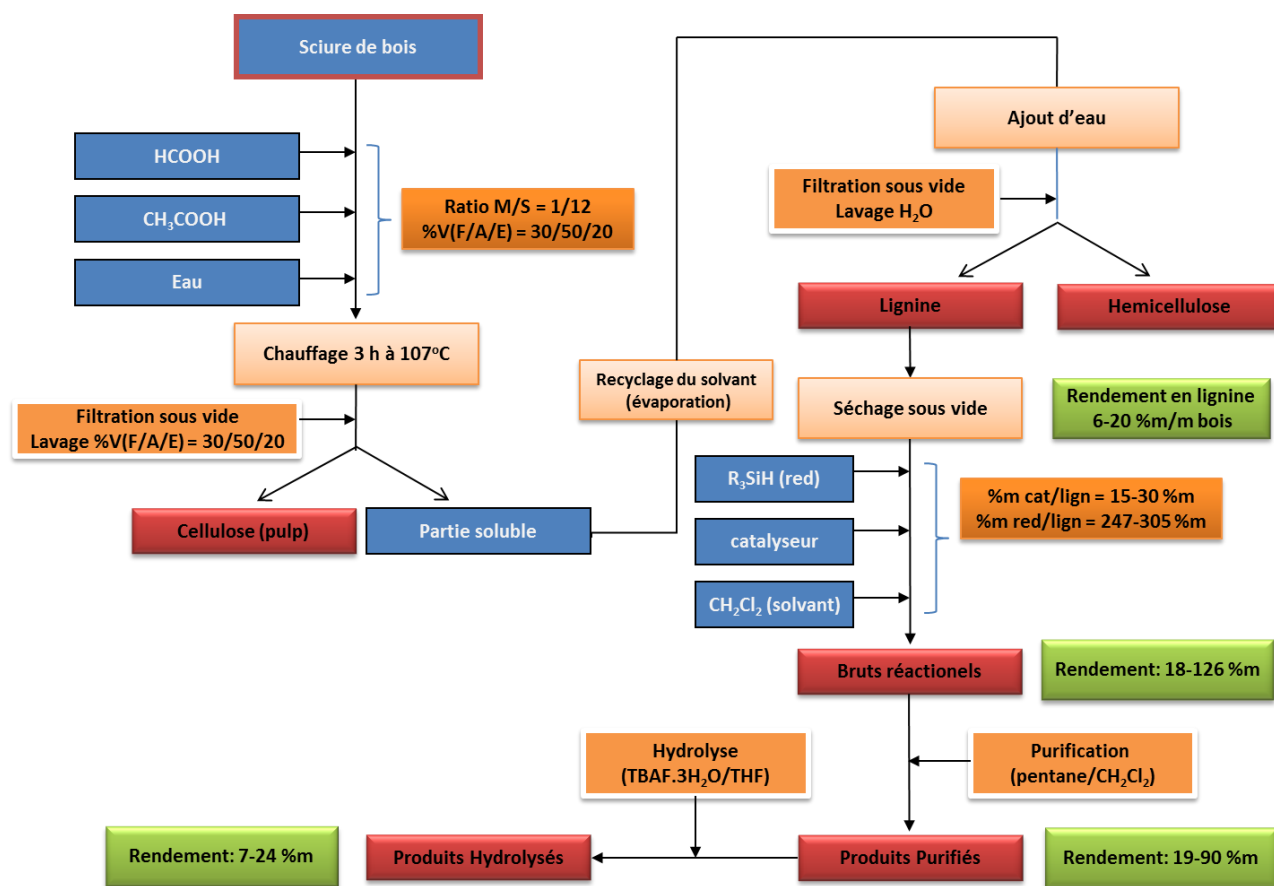 Sciure de bois
HCOOH
CH₃COOH
Eau
Ratio M/S = 1/12
%V(F/A/E) = 30/50/20
Chauffage 3 h à 107°C
Filtration sous vide
Lavage %V(F/A/E) = 30/50/20
Cellulose (pulp)
Partie soluble
Recyclage du solvant
(évaporation)
Ajout d’eau
Filtration sous vide
Lavage H₂O
Lignine
Hemicellulose
Séchage sous vide
Rendement en lignine
6-20 %m/m bois
R₃SiH (red)
catalyseur
CH₂Cl₂ (solvant)
%m cat/lign = 15-30 %m
%m red/lign = 247-305 %m
Bruts réactionels
Rendement: 18-126 %m
Hydrolyse
(TBAF.3H₂O/THF)
Purification
(pentane/CH₂Cl₂)
Rendement: 7-24 %m
Produits Hydrolysés
Produits Purifiés
Rendement: 19-90 %m